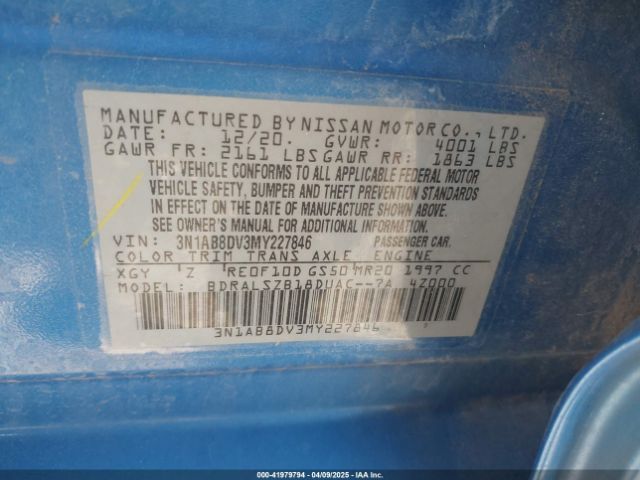 MANUFACTURED BY NISSAN MOTOR CO., LTD.
DATE: 12/20. GVWR: 4001 LBS
GAWR FR: 2161 LBS GAWR RR: 1863 LBS
THIS VEHICLE CONFORMS TO ALL APPLICABLE FEDERAL MOTOR
VEHICLE SAFETY, BUMPER AND THEFT PREVENTION STANDARDS
IN EFFECT ON THE DATE OF MANUFACTURE SHOWN ABOVE.
SEE OWNER'S MANUAL FOR ADDITIONAL INFORMATION.
VIN: 3N1AB8DV3MY227846 PASSENGER CAR
COLOR TRIM TRANS AXLE ENGINE
XGY 'Z RE0F10D GS50 MR20 1997 CC
MODEL: BDRALSZB18DUAC--7A 4Z000
3N1AB8DV3MY227846
000-41979794 | 04/09/2025 | IAA Inc.